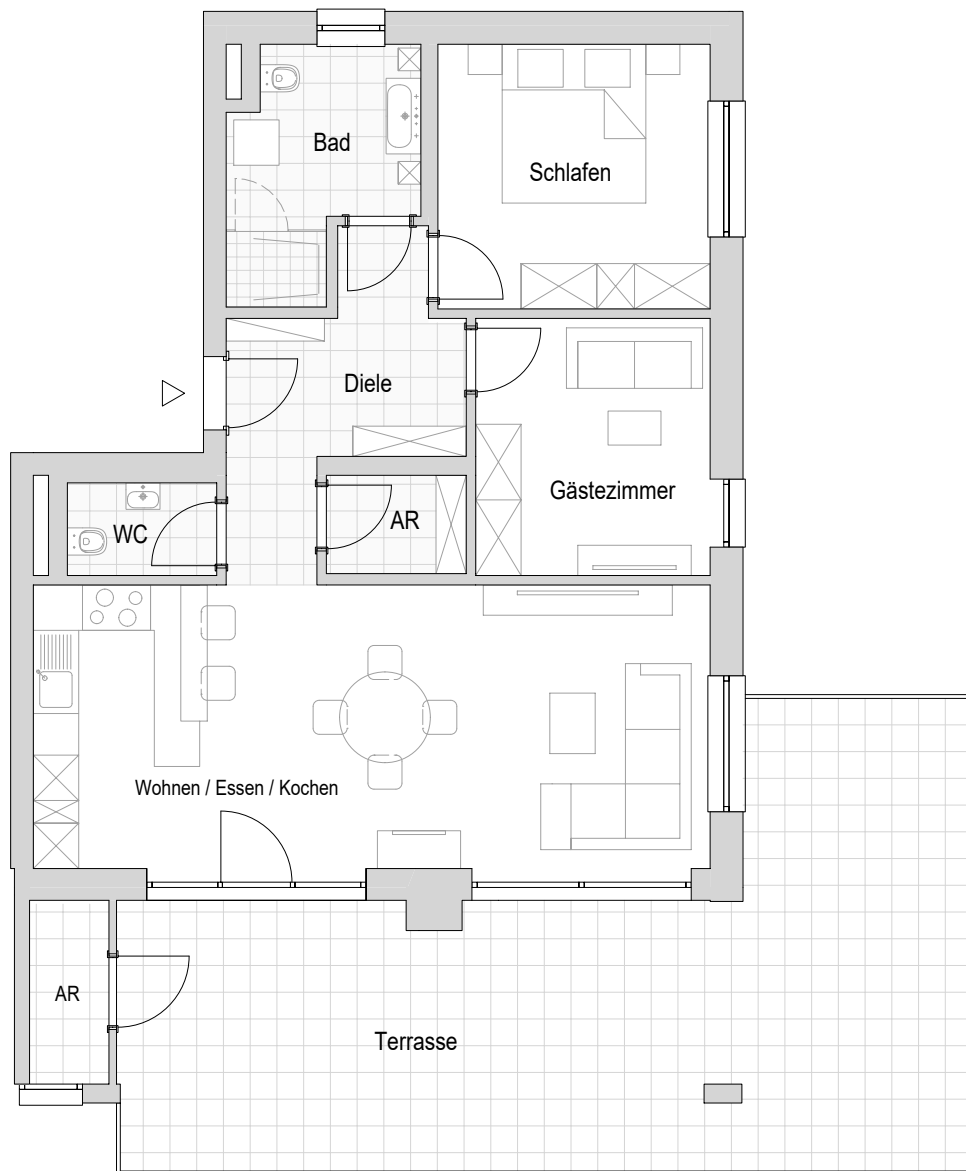 Bad
Schlafen
Diele
Gästezimmer
WC
AR
Wohnen / Essen / Kochen
AR
Terrasse